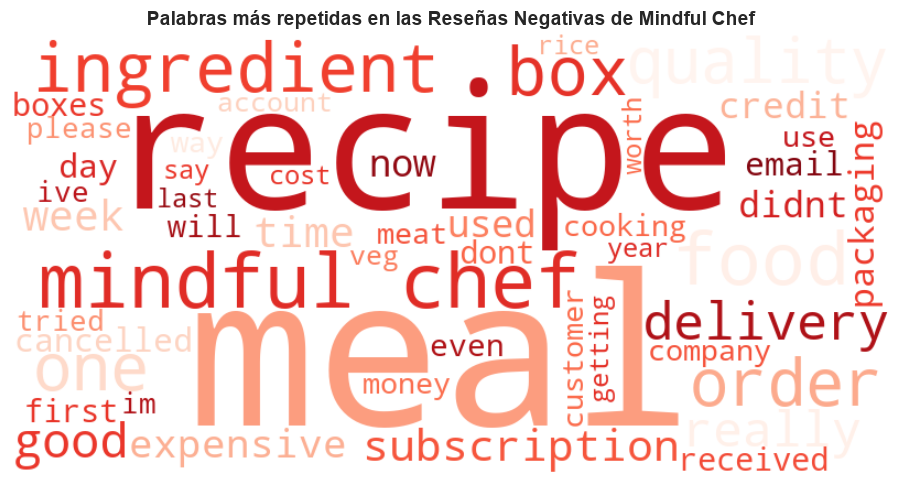 Palabras más repetidas en las Reseñas Negativas de Mindful Chef
ingredient
recipe
box
quality
rice
boxes
account
credit
please
way
worth
use
day
say
cost
now
email
packaging
ive
last
didnt
week
will
time
meat
used
cooking
veg
dont
year
food
mindful chef
meal
delivery
tried
cancelled
even
customer
getting
company
one
money
order
first
im
good
expensive
subscription
really
received